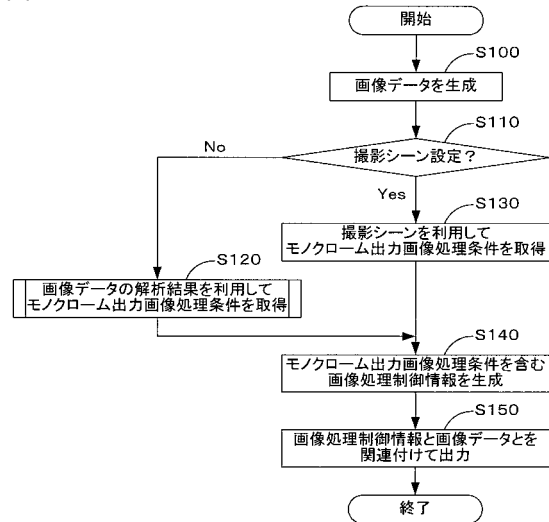 開始
S100
画像データを生成
S110
撮影シーン設定？
No
Yes
S130
撮影シーンを利用して
モノクローム出力画像処理条件を取得
S120
画像データの解析結果を利用して
モノクローム出力画像処理条件を取得
S140
モノクローム出力画像処理条件を含む
画像処理制御情報を生成
S150
画像処理制御情報と画像データとを
関連付けて出力
終了